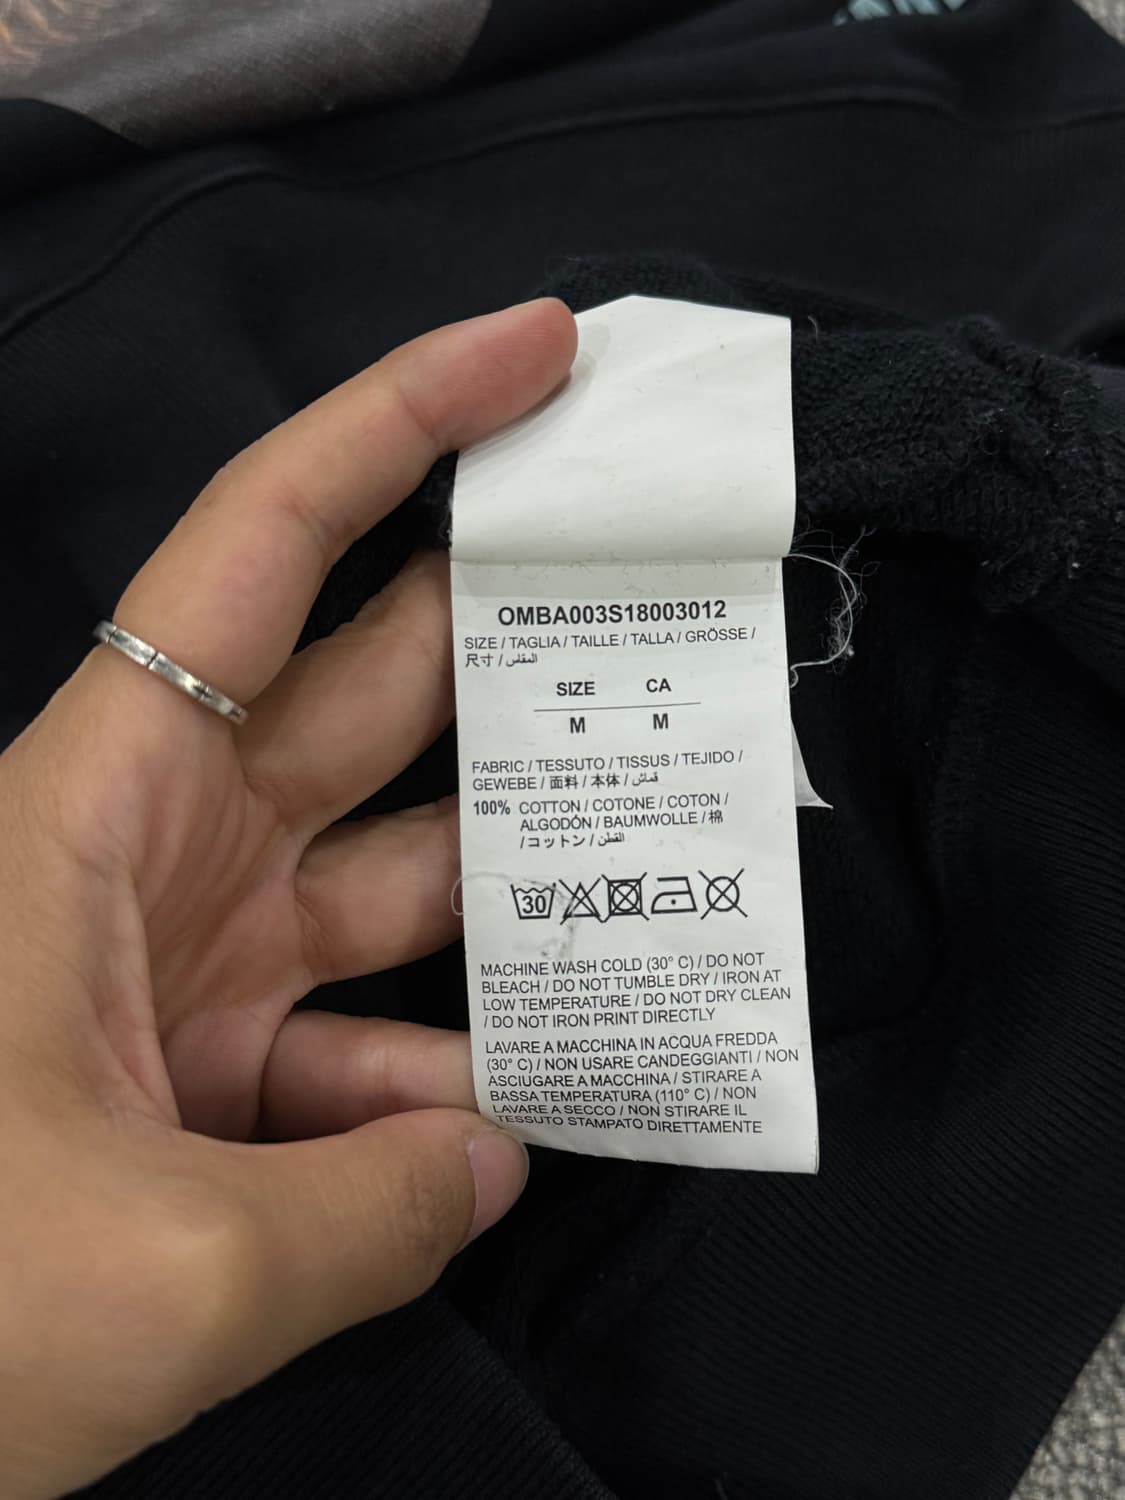 OMBA003S18003012
SIZE / TAGLIA / TAILLE / TALLA / GRÖSSE /
尺寸 / المقاس
SIZE CA
M M
FABRIC / TESSUTO / TISSUS / TEJIDO /
GEWEBE / 面料 / 本体 / قماش
100% COTTON / COTONE / COTON /
ALGODÓN / BAUMWOLLE / 棉
/ コットン / القطن
30
MACHINE WASH COLD (30° C) / DO NOT
BLEACH / DO NOT TUMBLE DRY / IRON AT
LOW TEMPERATURE / DO NOT DRY CLEAN
/ DO NOT IRON PRINT DIRECTLY
LAVARE A MACCHINA IN ACQUA FREDDA
(30° C) / NON USARE CANDEGGIANTI / NON
ASCIUGARE A MACCHINA / STIRARE A
BASSA TEMPERATURA (110° C) / NON
LAVARE A SECCO / NON STIRARE IL
TESSUTO STAMPATO DIRETTAMENTE